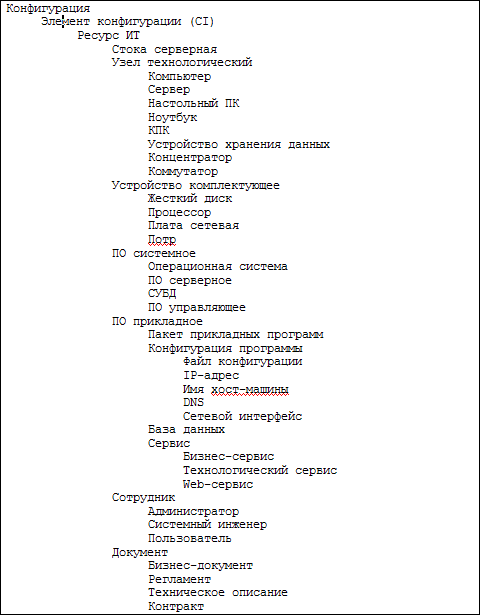 Конфигурация
Элемент конфигурации (CI)
Ресурс ИТ
Стока серверная
Узел технологический
Компьютер
Сервер
Настольный ПК
Ноутбук
КПК
Устройство хранения данных
Концентратор
Коммутатор
Устройство комплектующее
Жесткий диск
Процессор
Плата сетевая
Потр
ПО системное
Операционная система
ПО серверное
СУБД
ПО управляющее
ПО прикладное
Пакет прикладных программ
Конфигурация программы
Файл конфигурации
IP-адрес
Имя хост-машины
DNS
Сетевой интерфейс
База данных
Сервис
Бизнес-сервис
Технологический сервис
Web-сервис
Сотрудник
Администратор
Системный инженер
Пользователь
Документ
Бизнес-документ
Регламент
Техническое описание
Контракт